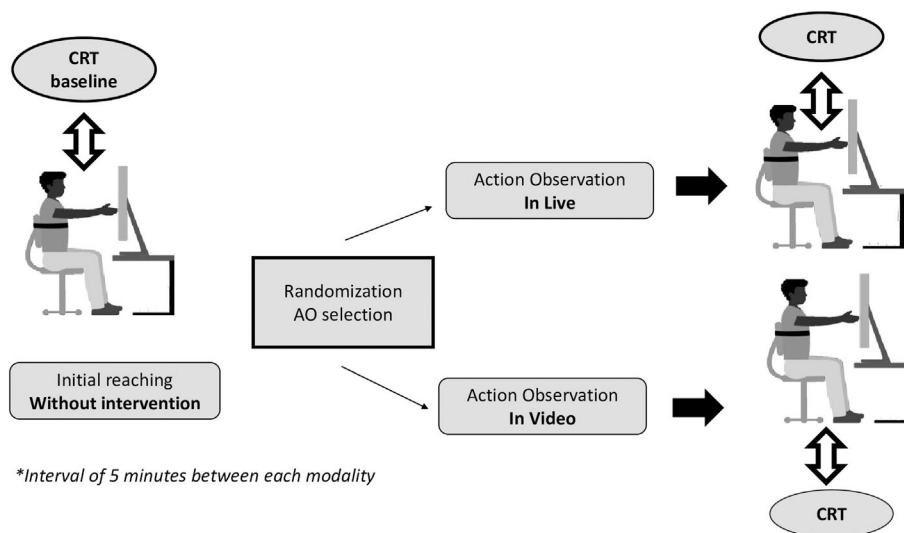 CRT
baseline
Initial reaching
Without intervention
*Interval of 5 minutes between each modality
Randomization
AO selection
Action Observation
In Live
Action Observation
In Video
CRT
CRT